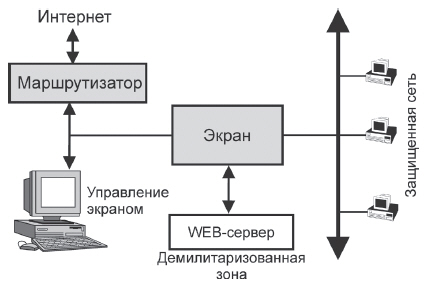 Интернет
Маршрутизатор
Экран
Управление
экраном
WEB-сервер
Демилитаризованная
зона
Защищенная сеть